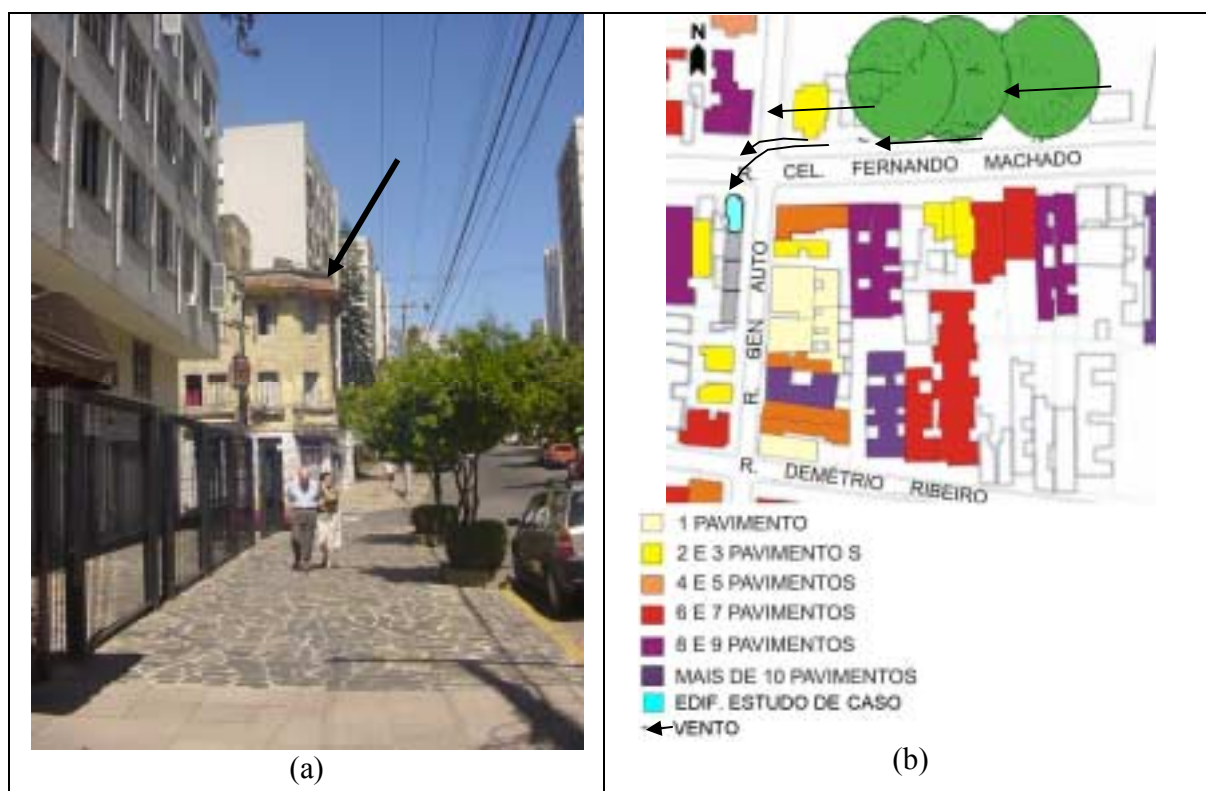 (a)
N
R. CEL. FERNANDO MACHADO
R. GEN AUTO
R. DEMÉTRIO RIBEIRO
1 PAVIMENTO
2 E 3 PAVIMENTO S
4 E 5 PAVIMENTOS
6 E 7 PAVIMENTOS
8 E 9 PAVIMENTOS
MAIS DE 10 PAVIMENTOS
EDIF. ESTUDO DE CASO
VENTO
(b)